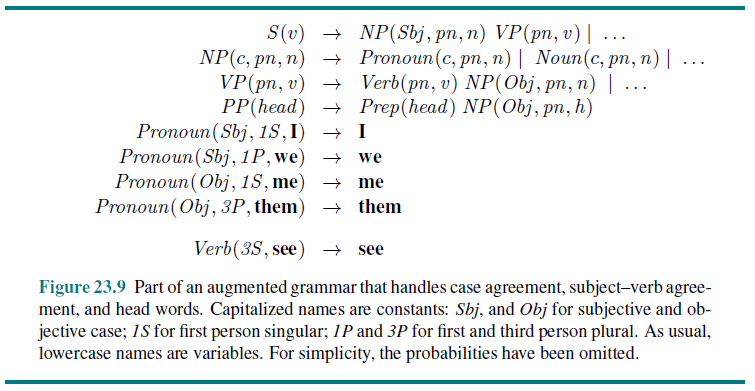 S(v) → NP(Sbj, pn, n) VP(pn, v) | ...
NP(c, pn, n) → Pronoun(c, pn, n) | Noun(c, pn, n) | ...
VP(pn, v) → Verb(pn, v) NP(Obj, pn, n) | ...
PP(head) → Prep(head) NP(Obj, pn, h)
Pronoun(Sbj, 1S, I) → I
Pronoun(Sbj, 1P, we) → we
Pronoun(Obj, 1S, me) → me
Pronoun(Obj, 3P, them) → them
Verb(3S, see) → see
Figure 23.9 Part of an augmented grammar that handles case agreement, subject–verb agree-
ment, and head words. Capitalized names are constants: Sbj, and Obj for subjective and ob-
jective case; 1S for first person singular; 1P and 3P for first and third person plural. As usual,
lowercase names are variables. For simplicity, the probabilities have been omitted.